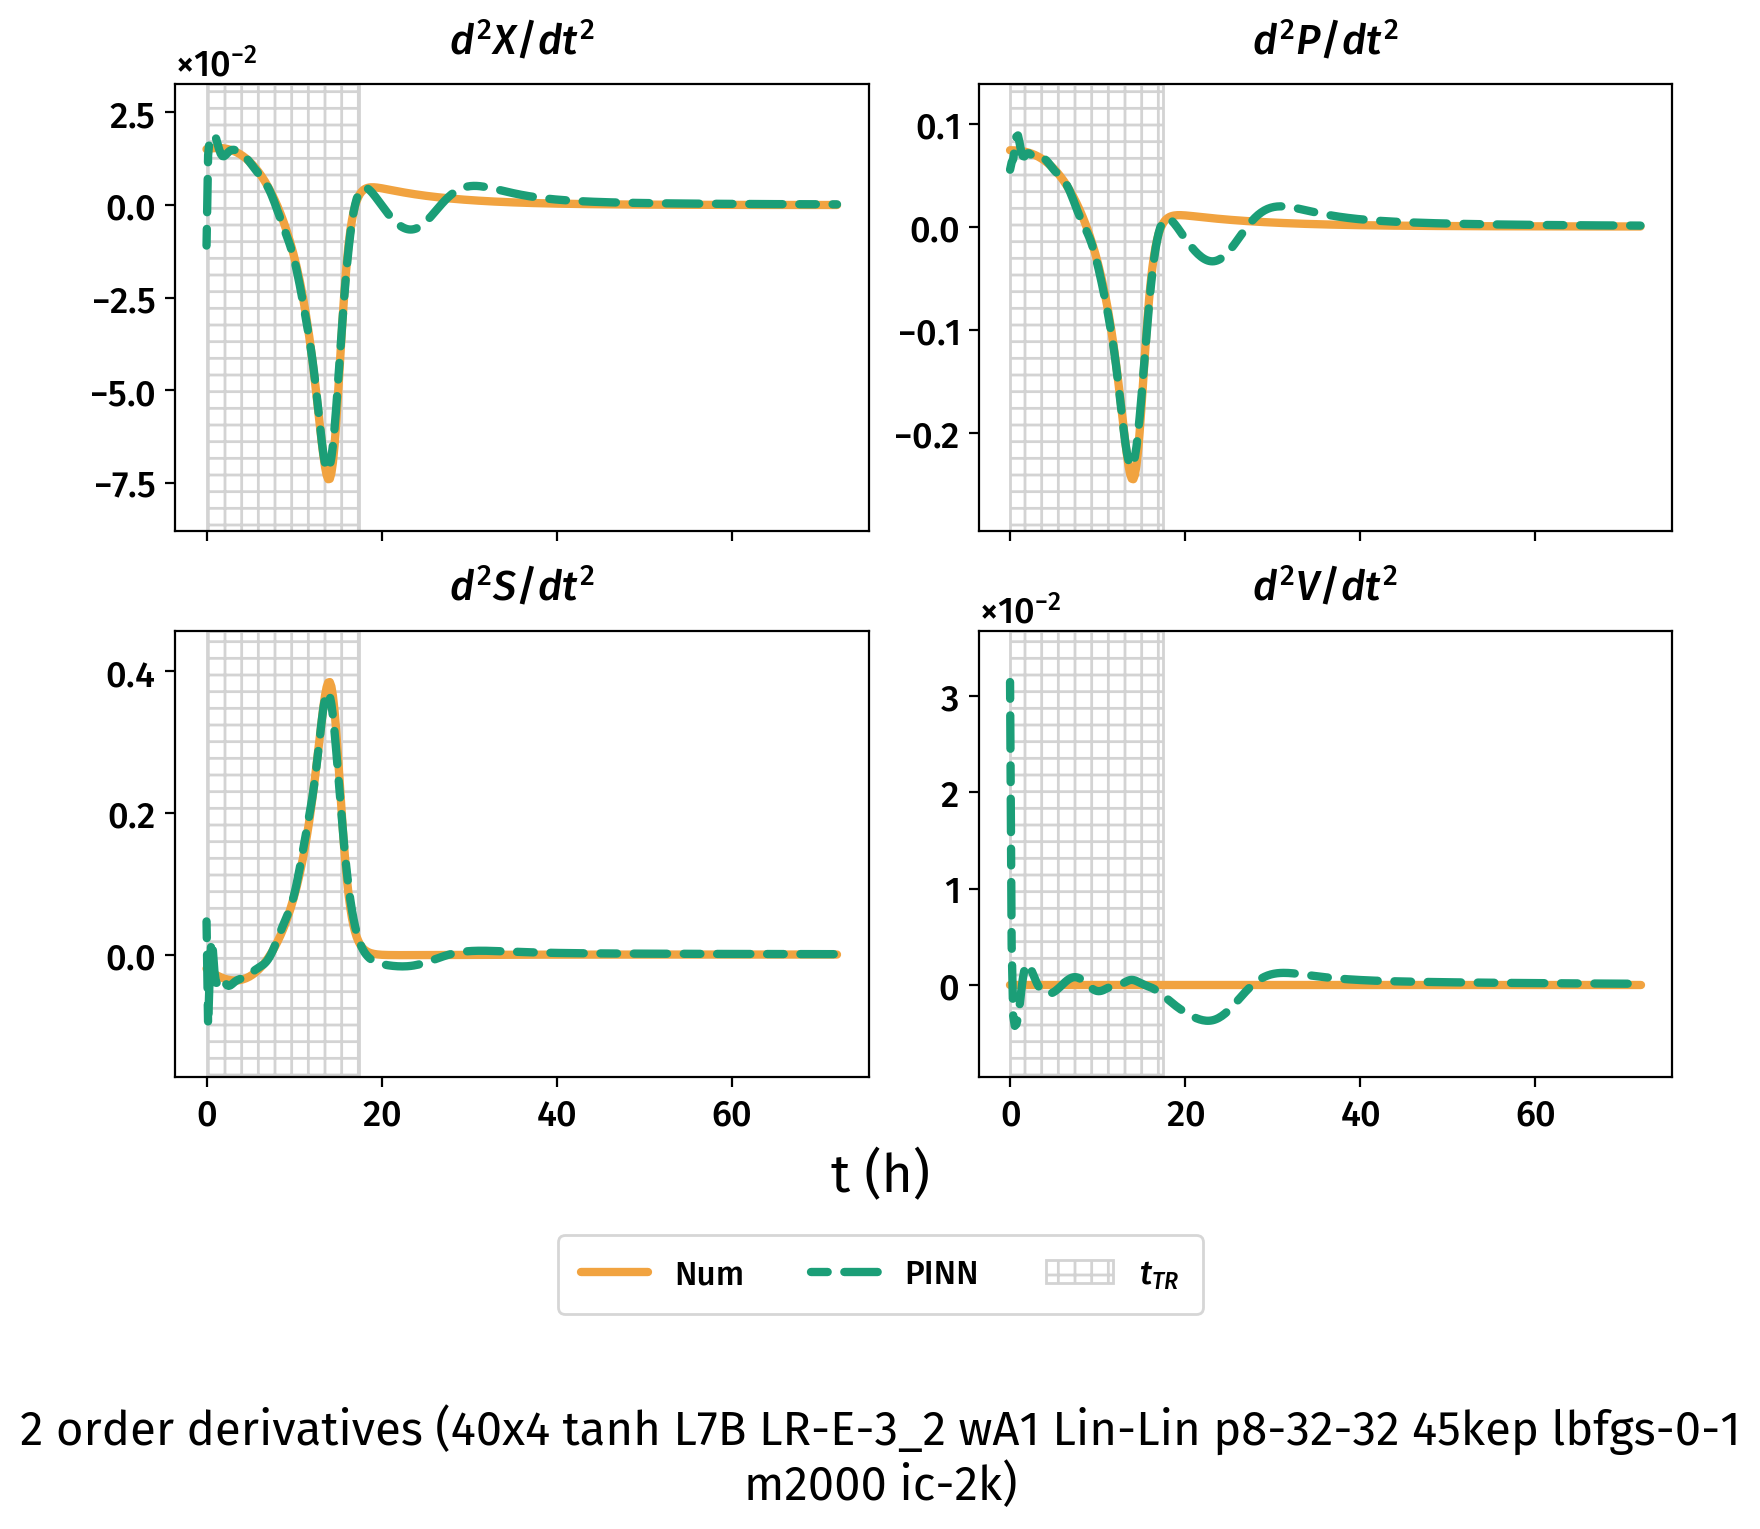 d²X/dt²
×10⁻²
2.5
0.0
−2.5
−5.0
−7.5
d²P/dt²
0.1
0.0
−0.1
−0.2
d²S/dt²
0.4
0.2
0.0
0 20 40 60
d²V/dt²
×10⁻²
3
2
1
0
0 20 40 60
t (h)
Num PINN t_TR
2 order derivatives (40x4 tanh L7B LR-E-3_2 wA1 Lin-Lin p8-32-32 45kep lbfgs-0-1
m2000 ic-2k)